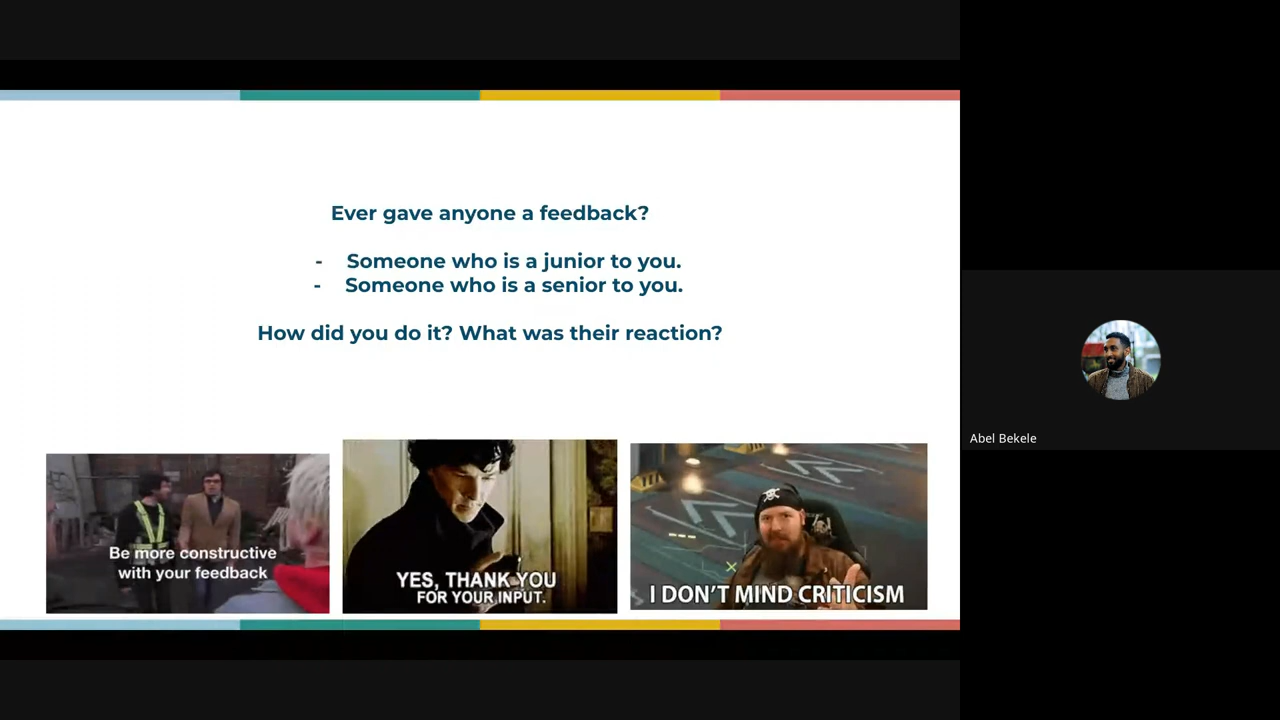 Ever gave anyone a feedback?
- Someone who is a junior to you.
- Someone who is a senior to you.
How did you do it? What was their reaction?
Be more constructive
with your feedback
YES, THANK YOU
FOR YOUR INPUT.
I DON'T MIND CRITICISM
Abel Bekele